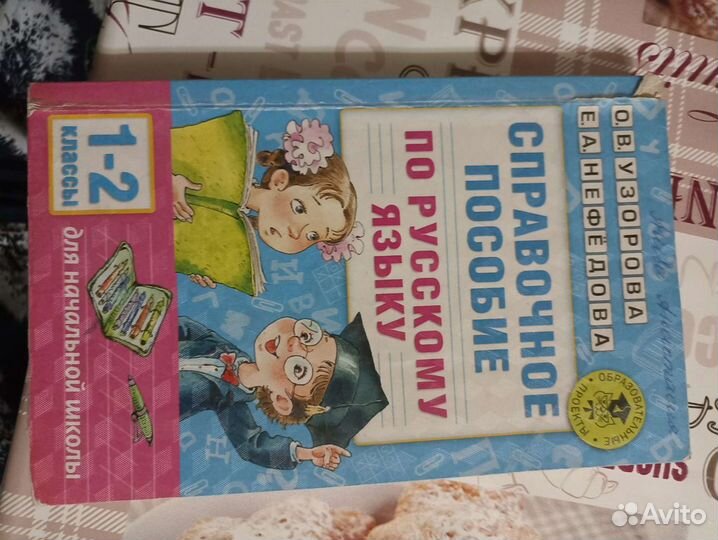 О.В. УЗОРОВА
Е.А. НЕФЁДОВА
СПРАВОЧНОЕ
ПОСОБИЕ
ПО РУССКОМУ
ЯЗЫКУ
ОБРАЗОВАТЕЛЬНЫЕ
ПРОЕКТЫ
1-2
классы
для начальной школы
Avito